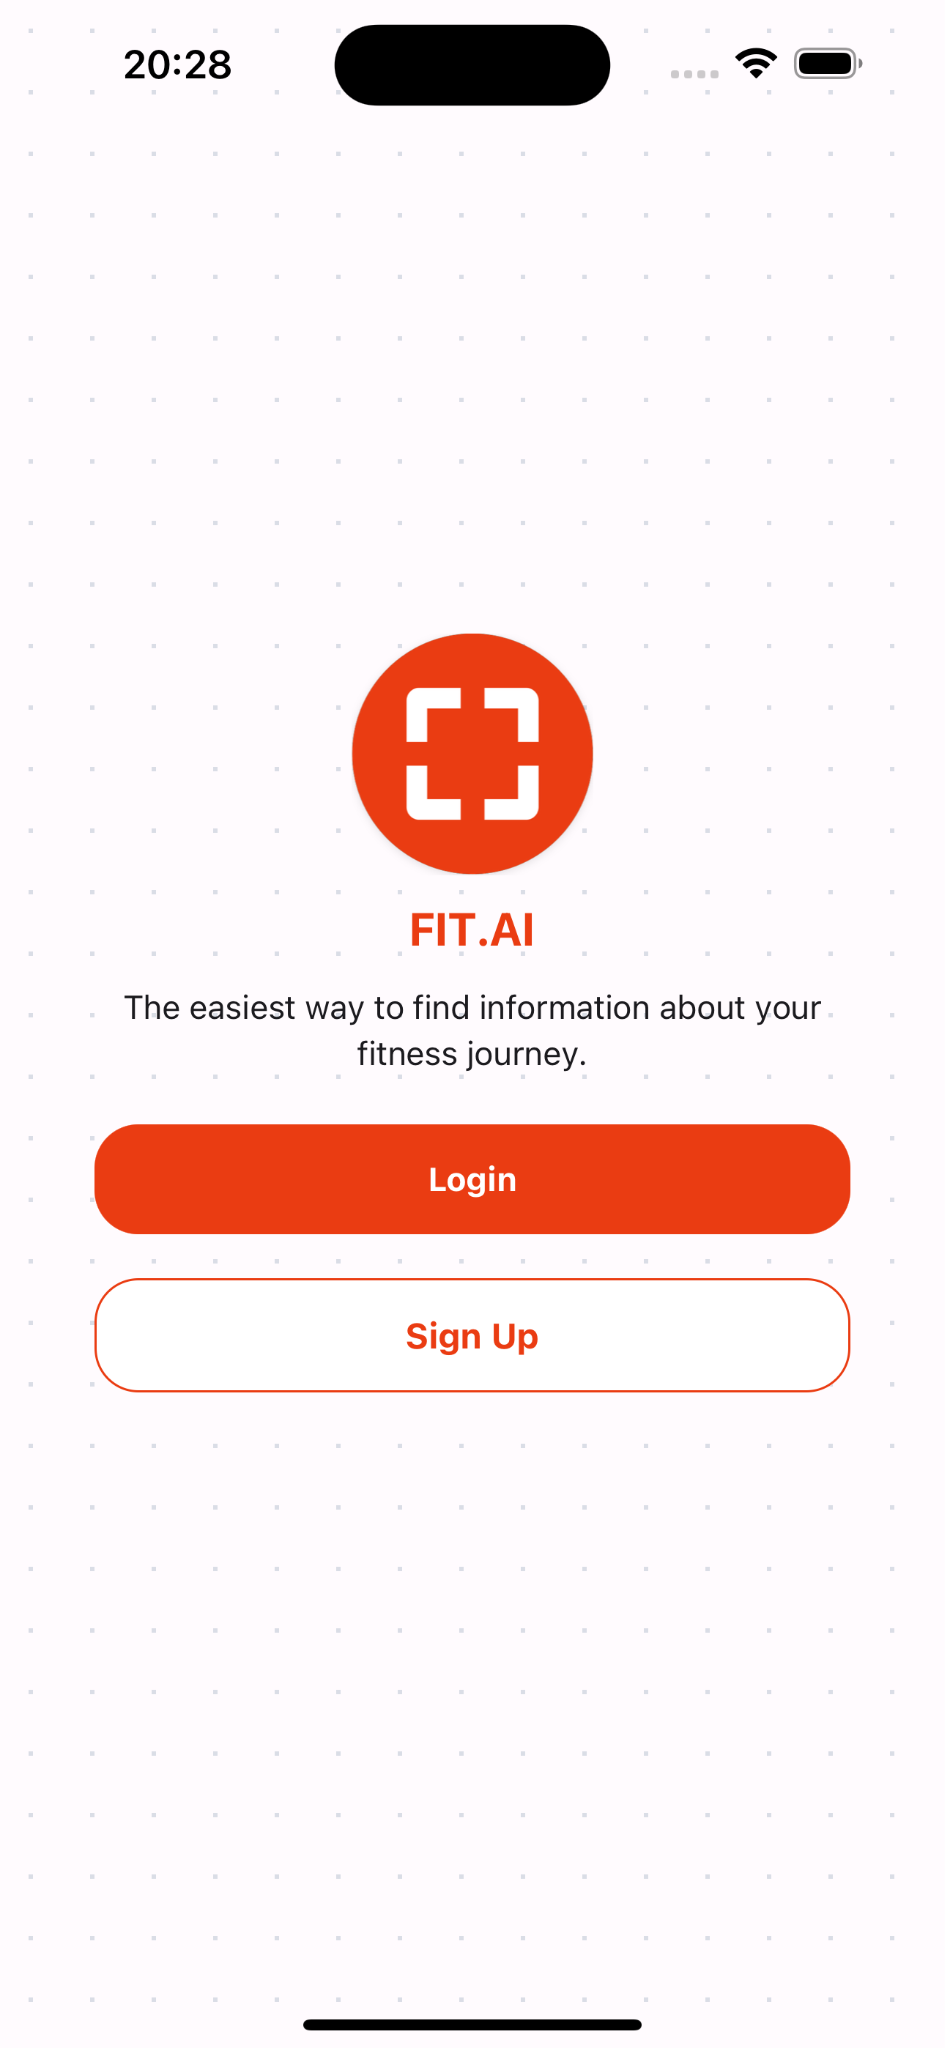 20:28
FIT.AI
The easiest way to find information about your
fitness journey.
Login
Sign Up